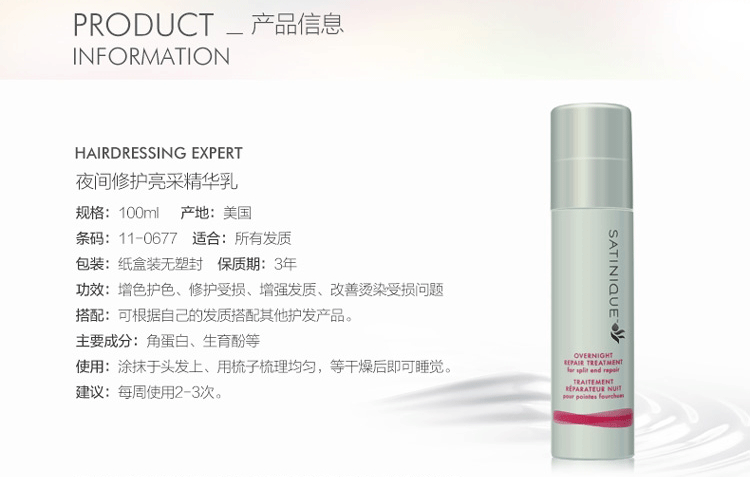 PRODUCT _ 产品信息
INFORMATION
HAIRDRESSING EXPERT
夜间修护亮采精华乳
规格：100ml 产地：美国
条码：11-0677 适合：所有发质
包装：纸盒装无塑封 保质期：3年
功效：增色护色、修护受损、增强发质、改善烫染受损问题
搭配：可根据自己的发质搭配其他护发产品。
主要成分：角蛋白、生育酚等
使用：涂抹于头发上、用梳子梳理均匀，等干燥后即可睡觉。
建议：每周使用2-3次。
SATINIQUE™
OVERNIGHT
REPAIR TREATMENT
for split end repair
TRAITEMENT
RÉPARATEUR NUIT
pour pointes fourchues